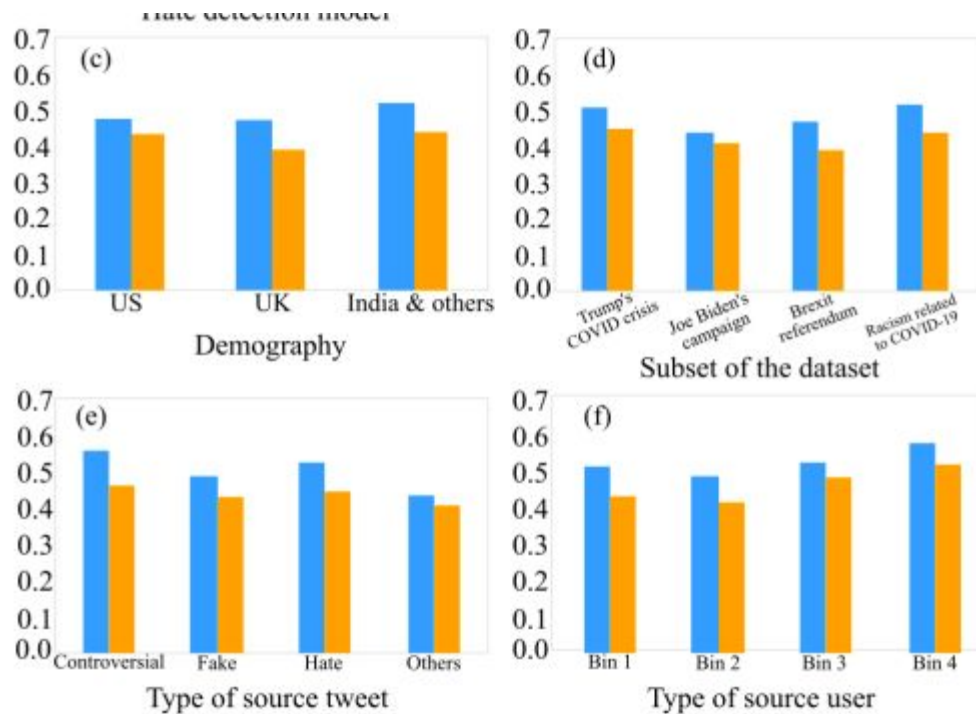 Hate detection model
(c)
0.7
0.6
0.5
0.4
0.3
0.2
0.1
0.0
US UK India & others
Demography
(d)
0.7
0.6
0.5
0.4
0.3
0.2
0.1
0.0
Trump's
COVID crisis
Joe Biden's
campaign
Brexit
referendum
Racism related
to COVID-19
Subset of the dataset
(e)
0.7
0.6
0.5
0.4
0.3
0.2
0.1
0.0
Controversial Fake Hate Others
Type of source tweet
(f)
0.7
0.6
0.5
0.4
0.3
0.2
0.1
0.0
Bin 1 Bin 2 Bin 3 Bin 4
Type of source user